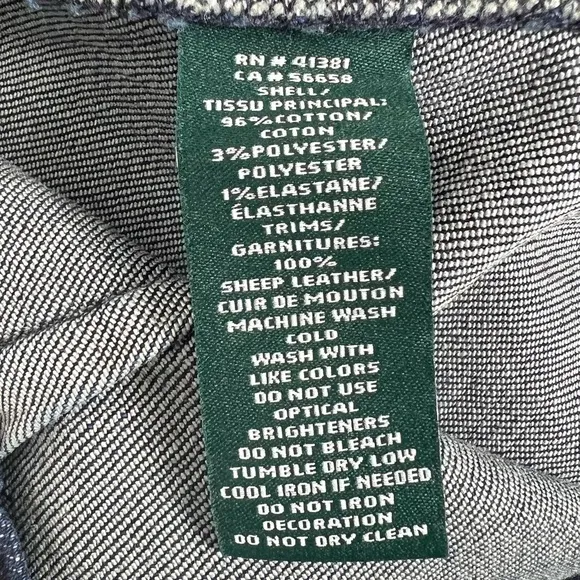 RN # 41381
CA # 56658
SHELL/
TISSU PRINCIPAL:
96%COTTON/
COTON
3%POLYESTER/
POLYESTER
1%ELASTANE/
ÉLASTHANNE
TRIMS/
GARNITURES:
100%
SHEEP LEATHER/
CUIR DE MOUTON
MACHINE WASH
COLD
WASH WITH
LIKE COLORS
DO NOT USE
OPTICAL
BRIGHTENERS
DO NOT BLEACH
TUMBLE DRY LOW
COOL IRON IF NEEDED
DO NOT IRON
DECORATION
DO NOT DRY CLEAN